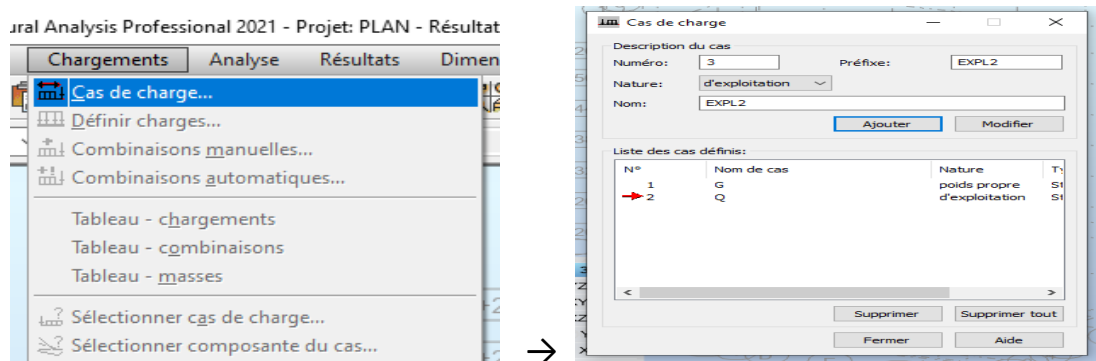 ural Analysis Professional 2021 - Projet: PLAN - Résultat
Chargements Analyse Résultats Dimen
Cas de charge...
Définir charges...
Combinaisons manuelles...
Combinaisons automatiques...
Tableau - chargements
Tableau - combinaisons
Tableau - masses
Sélectionner cas de charge...
Sélectionner composante du cas...
→
Cas de charge
Description du cas
Numéro: 3 Préfixe: EXPL2
Nature: d'exploitation
Nom: EXPL2
Ajouter Modifier
Liste des cas définis:
N° Nom de cas Nature Ty
1 G poids propre St
2 Q d'exploitation St
Supprimer Supprimer tout
Fermer Aide